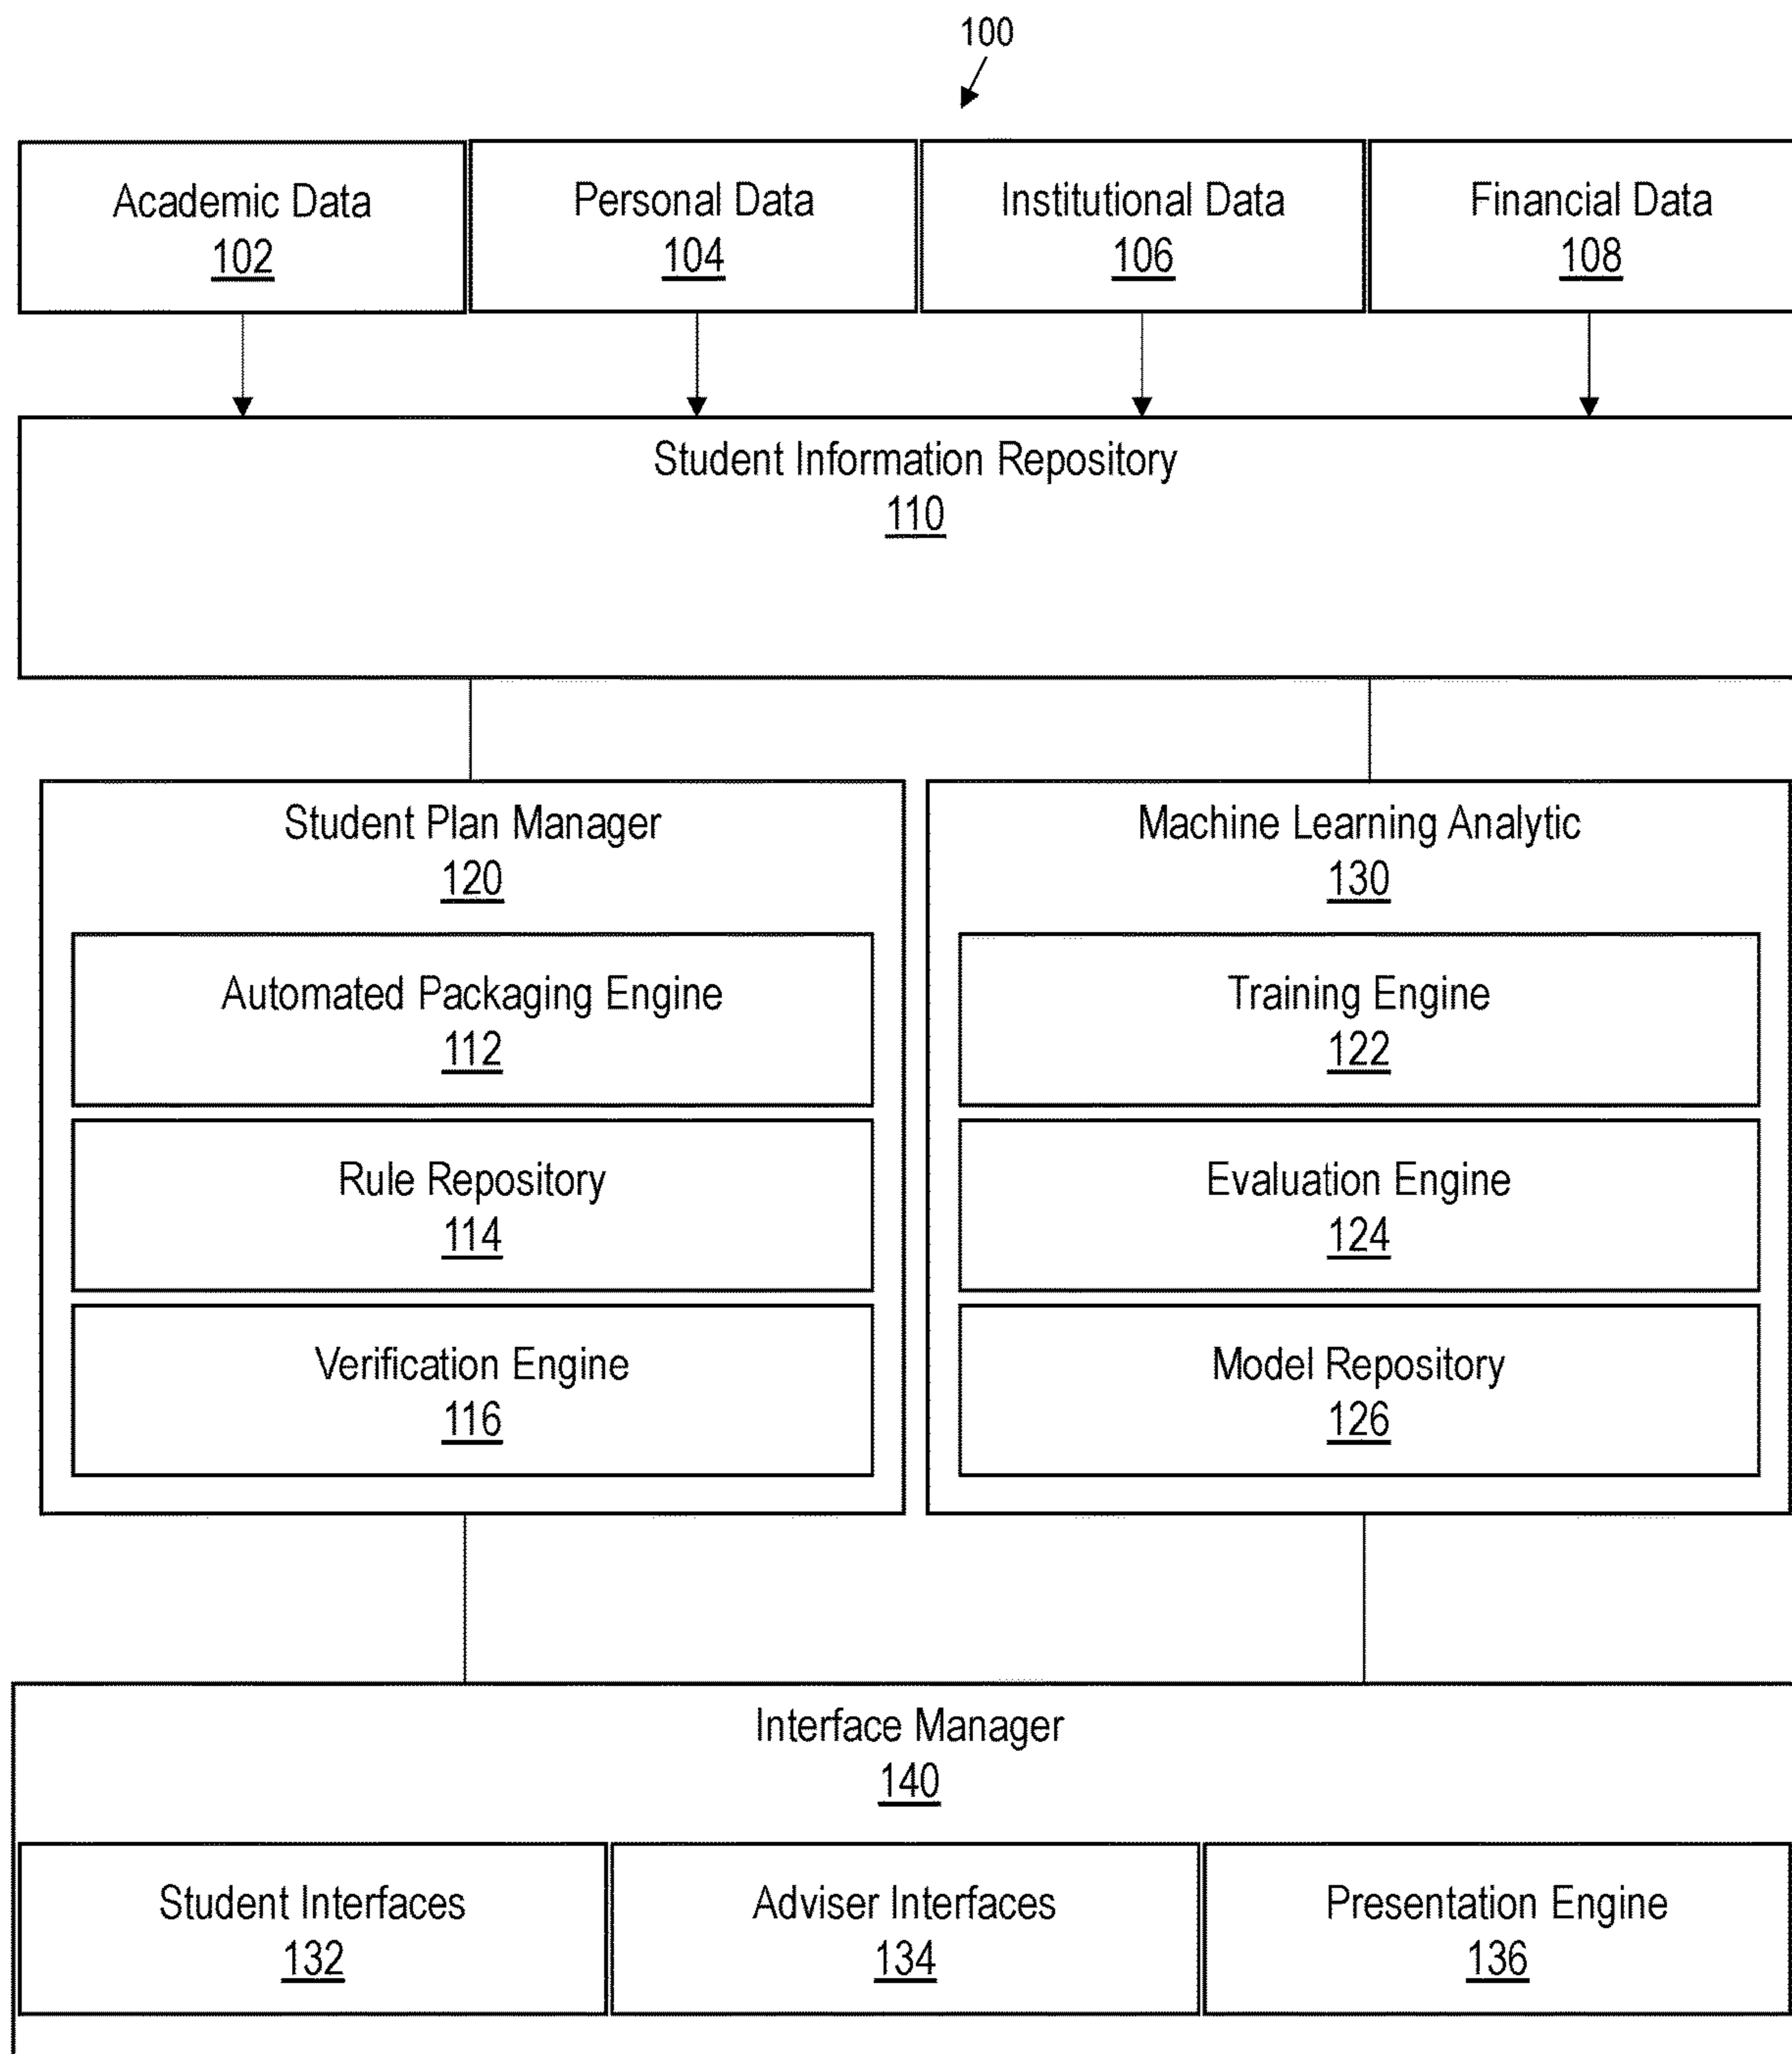 100
Academic Data
102
Personal Data
104
Institutional Data
106
Financial Data
108
Student Information Repository
110
Student Plan Manager
120
Automated Packaging Engine
112
Rule Repository
114
Verification Engine
116
Machine Learning Analytic
130
Training Engine
122
Evaluation Engine
124
Model Repository
126
Interface Manager
140
Student Interfaces
132
Adviser Interfaces
134
Presentation Engine
136